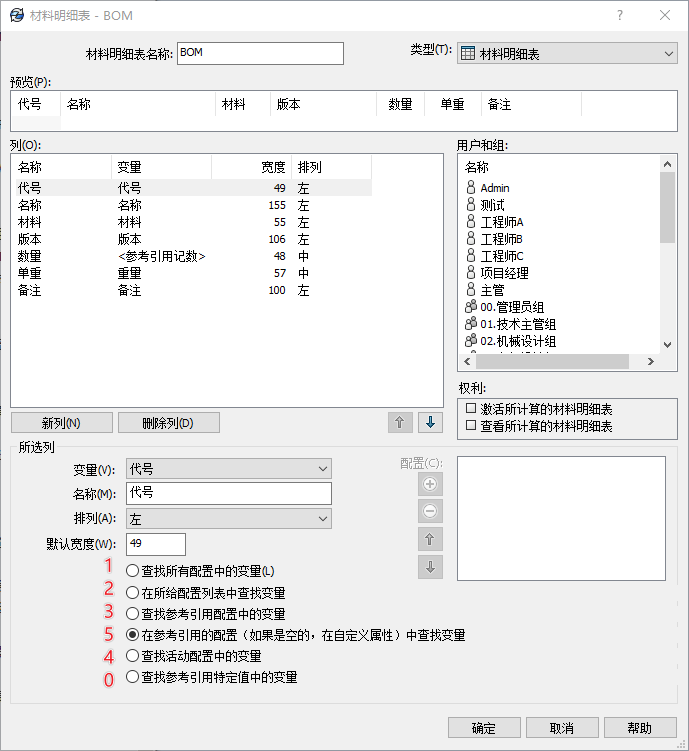 材料明细表 - BOM
材料明细表名称: BOM 类型(T): 材料明细表
预览(P):
代号 名称 材料 版本 数量 单重 备注
列(O):
名称 变量 宽度 排列
代号 代号 49 左
名称 名称 155 左
材料 材料 55 左
版本 版本 106 左
数量 <参考引用记数> 48 中
单重 重量 57 中
备注 备注 100 左
用户和组:
名称
Admin
测试
工程师A
工程师B
工程师C
项目经理
主管
00.管理员组
01.技术主管组
02.机械设计组
新列(N) 删除列(D)
权利:
激活所计算的材料明细表
查看所计算的材料明细表
所选列
变量(V): 代号
名称(M): 代号
排列(A): 左
默认宽度(W): 49
配置(C):
1 查找所有配置中的变量(L)
2 在所给配置列表中查找变量
3 查找参考引用配置中的变量
5 在参考引用的配置（如果是空的，在自定义属性）中查找变量
4 查找活动配置中的变量
0 查找参考引用特定值中的变量
确定 取消 帮助